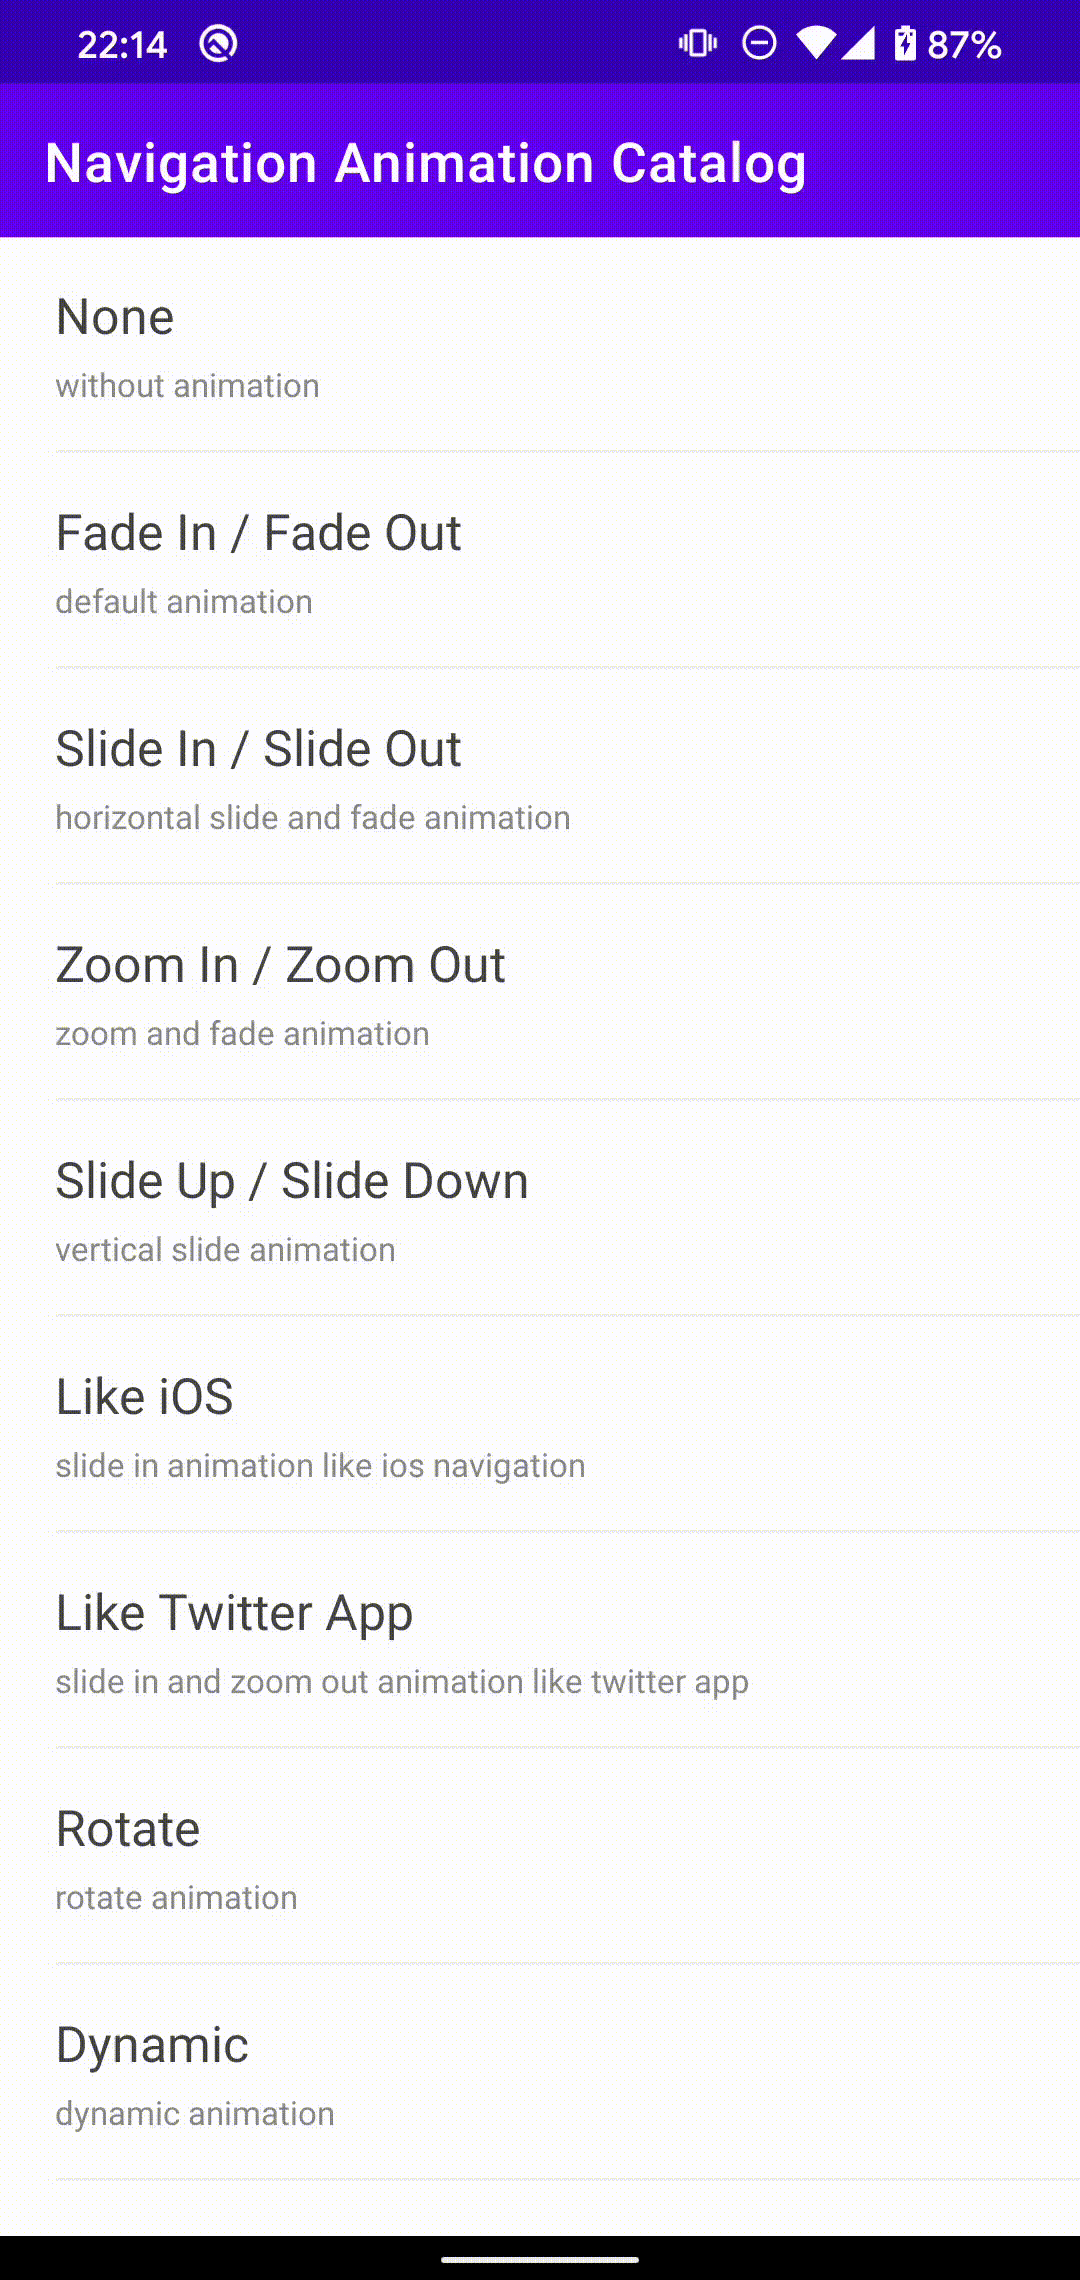 22:14 87%
Navigation Animation Catalog
None
without animation
Fade In / Fade Out
default animation
Slide In / Slide Out
horizontal slide and fade animation
Zoom In / Zoom Out
zoom and fade animation
Slide Up / Slide Down
vertical slide animation
Like iOS
slide in animation like ios navigation
Like Twitter App
slide in and zoom out animation like twitter app
Rotate
rotate animation
Dynamic
dynamic animation